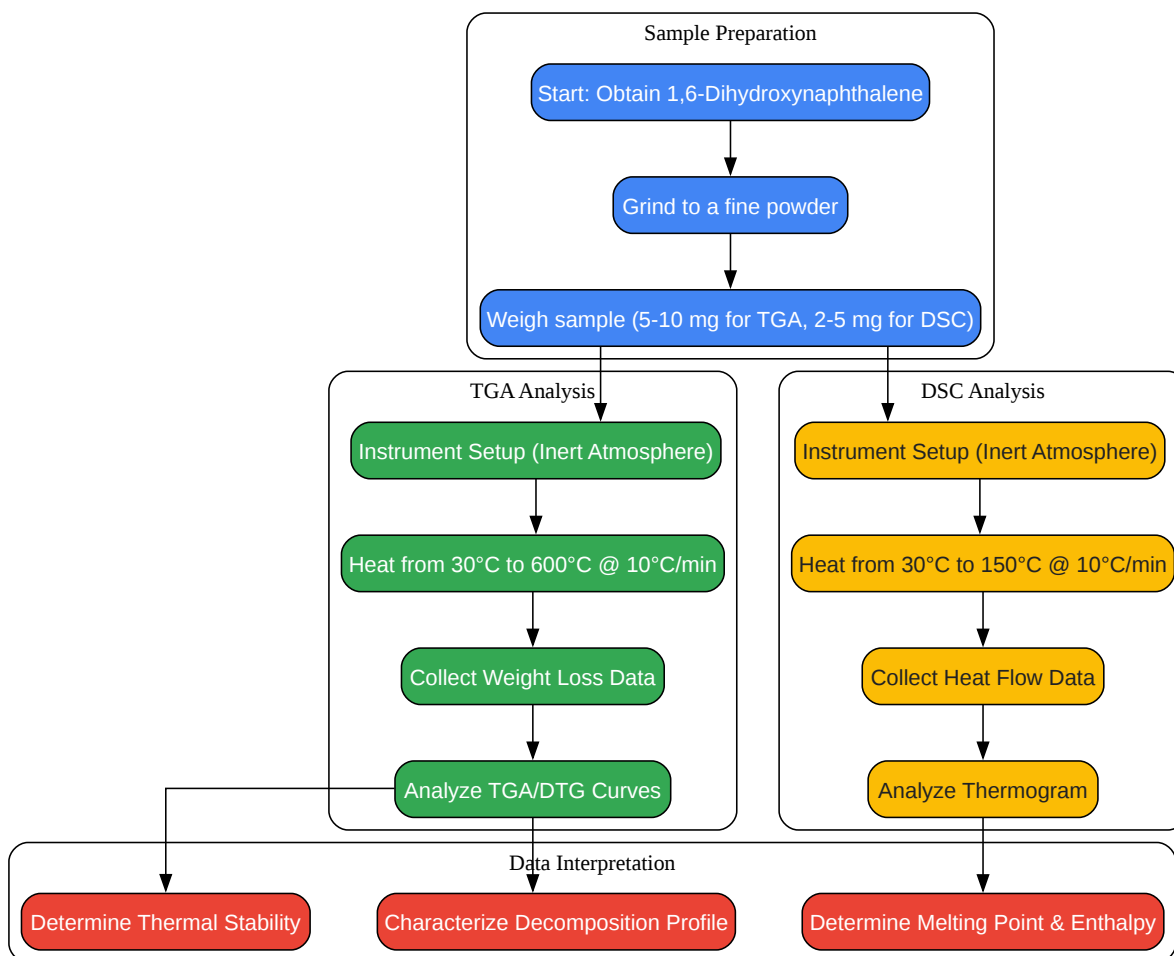 Sample Preparation
Start: Obtain 1,6-Dihydroxynaphthalene
Grind to a fine powder
Weigh sample (5-10 mg for TGA, 2-5 mg for DSC)
TGA Analysis
Instrument Setup (Inert Atmosphere)
Heat from 30°C to 600°C @ 10°C/min
Collect Weight Loss Data
Analyze TGA/DTG Curves
DSC Analysis
Instrument Setup (Inert Atmosphere)
Heat from 30°C to 150°C @ 10°C/min
Collect Heat Flow Data
Analyze Thermogram
Data Interpretation
Determine Thermal Stability
Characterize Decomposition Profile
Determine Melting Point & Enthalpy